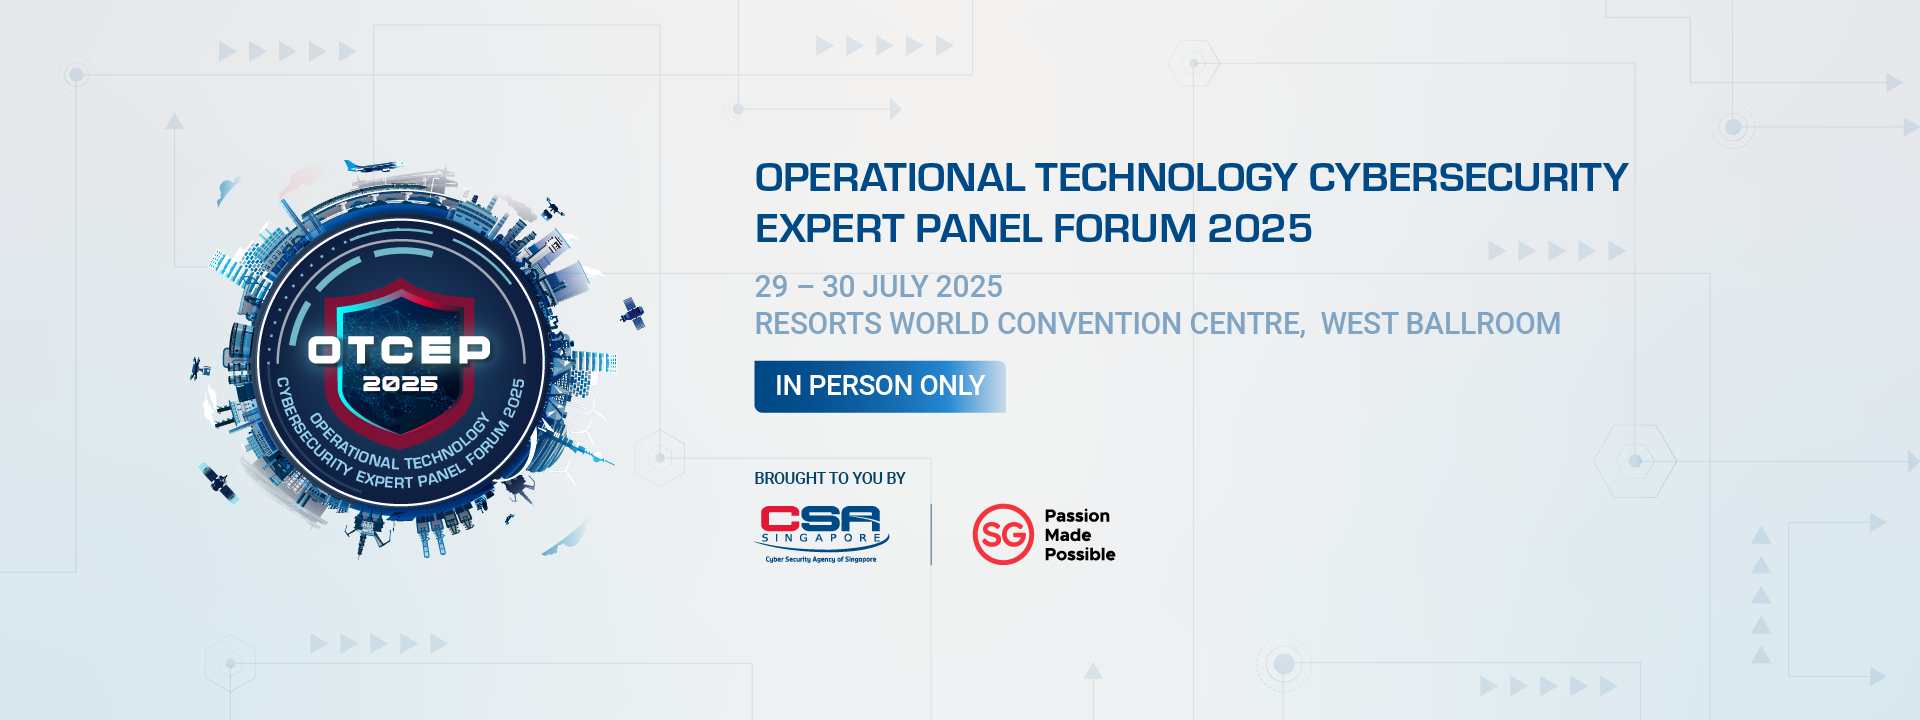 OTCEP
2025
OPERATIONAL TECHNOLOGY
CYBERSECURITY EXPERT PANEL FORUM 2025
OPERATIONAL TECHNOLOGY CYBERSECURITY
EXPERT PANEL FORUM 2025
29 – 30 JULY 2025
RESORTS WORLD CONVENTION CENTRE, WEST BALLROOM
IN PERSON ONLY
BROUGHT TO YOU BY
CSA
SINGAPORE
Cyber Security Agency of Singapore
SG
Passion
Made
Possible